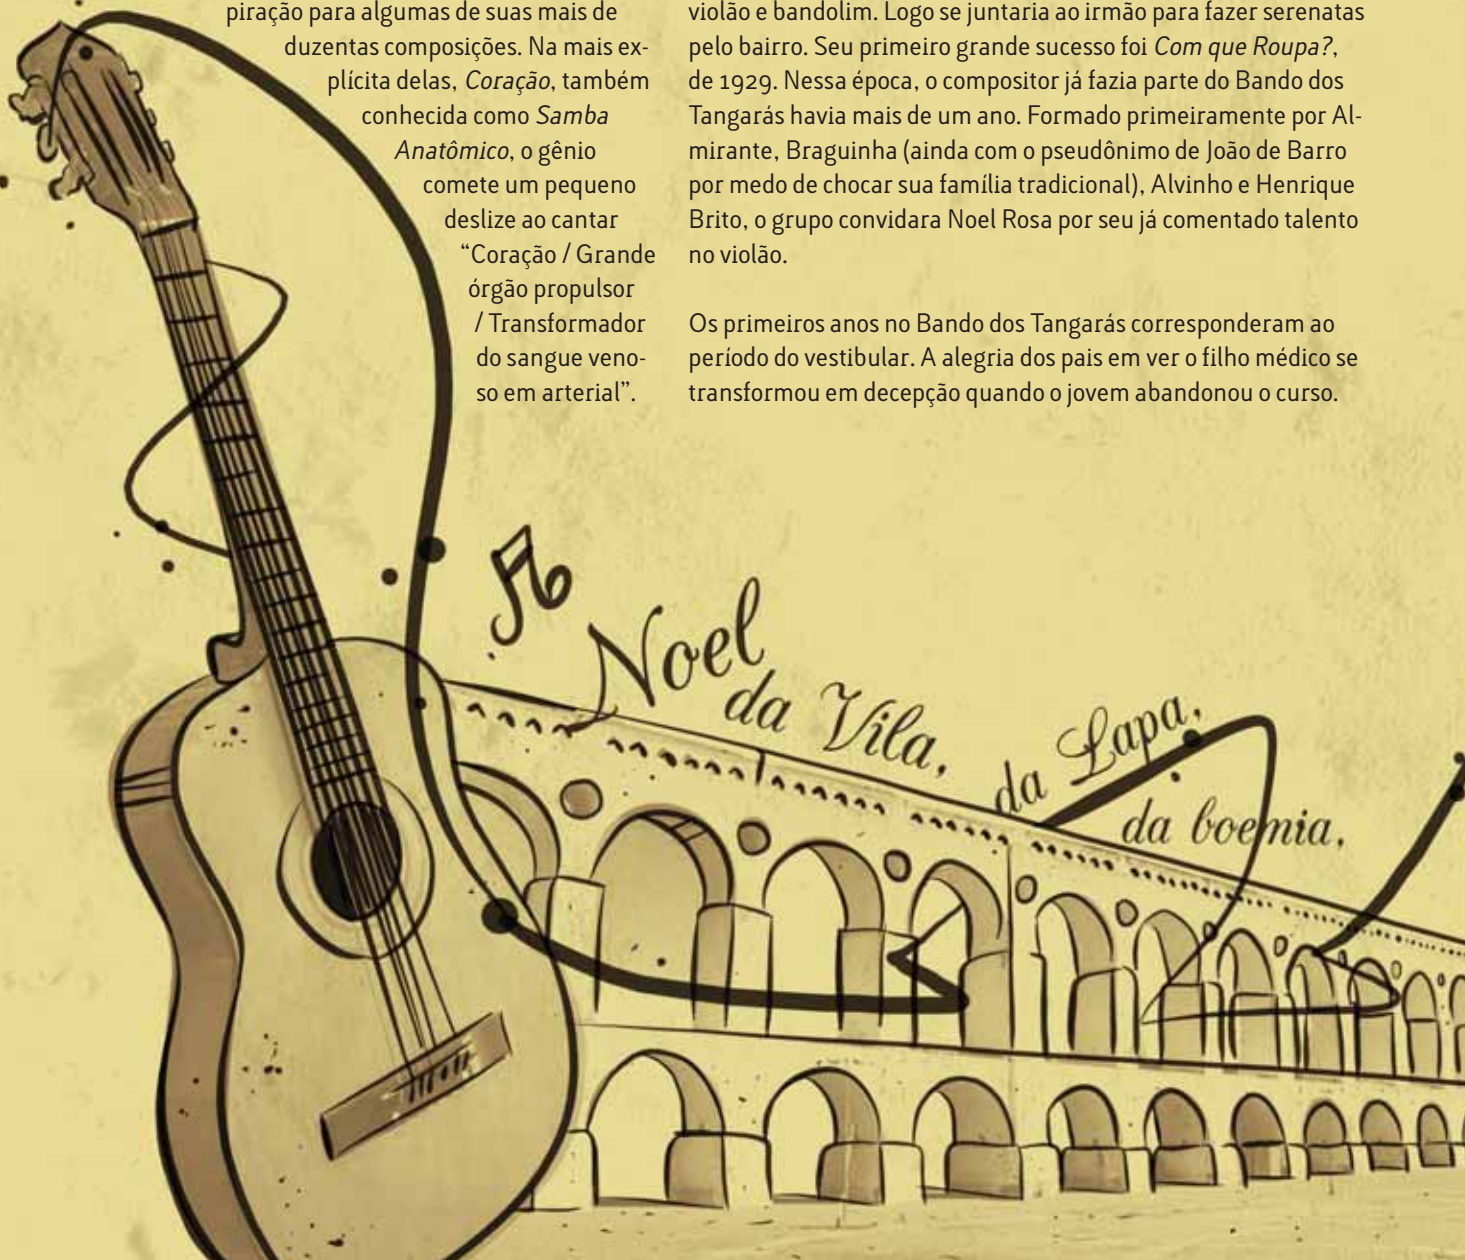 piração para algumas de suas mais de
duzentas composições. Na mais ex-
plícita delas, Coração, também
conhecida como Samba
Anatômico, o gênio
comete um pequeno
deslize ao cantar
“Coração / Grande
órgão propulsor
/ Transformador
do sangue veno-
so em arterial”.
violão e bandolim. Logo se juntaria ao irmão para fazer serenatas
pelo bairro. Seu primeiro grande sucesso foi Com que Roupa?,
de 1929. Nessa época, o compositor já fazia parte do Bando dos
Tangarás havia mais de um ano. Formado primeiramente por Al-
mirante, Braguinha (ainda com o pseudônimo de João de Barro
por medo de chocar sua família tradicional), Alvinho e Henrique
Brito, o grupo convidara Noel Rosa por seu já comentado talento
no violão.
Os primeiros anos no Bando dos Tangarás corresponderam ao
período do vestibular. A alegria dos pais em ver o filho médico se
transformou em decepção quando o jovem abandonou o curso.
Noel
da Vila,
da Lapa,
da boemia,